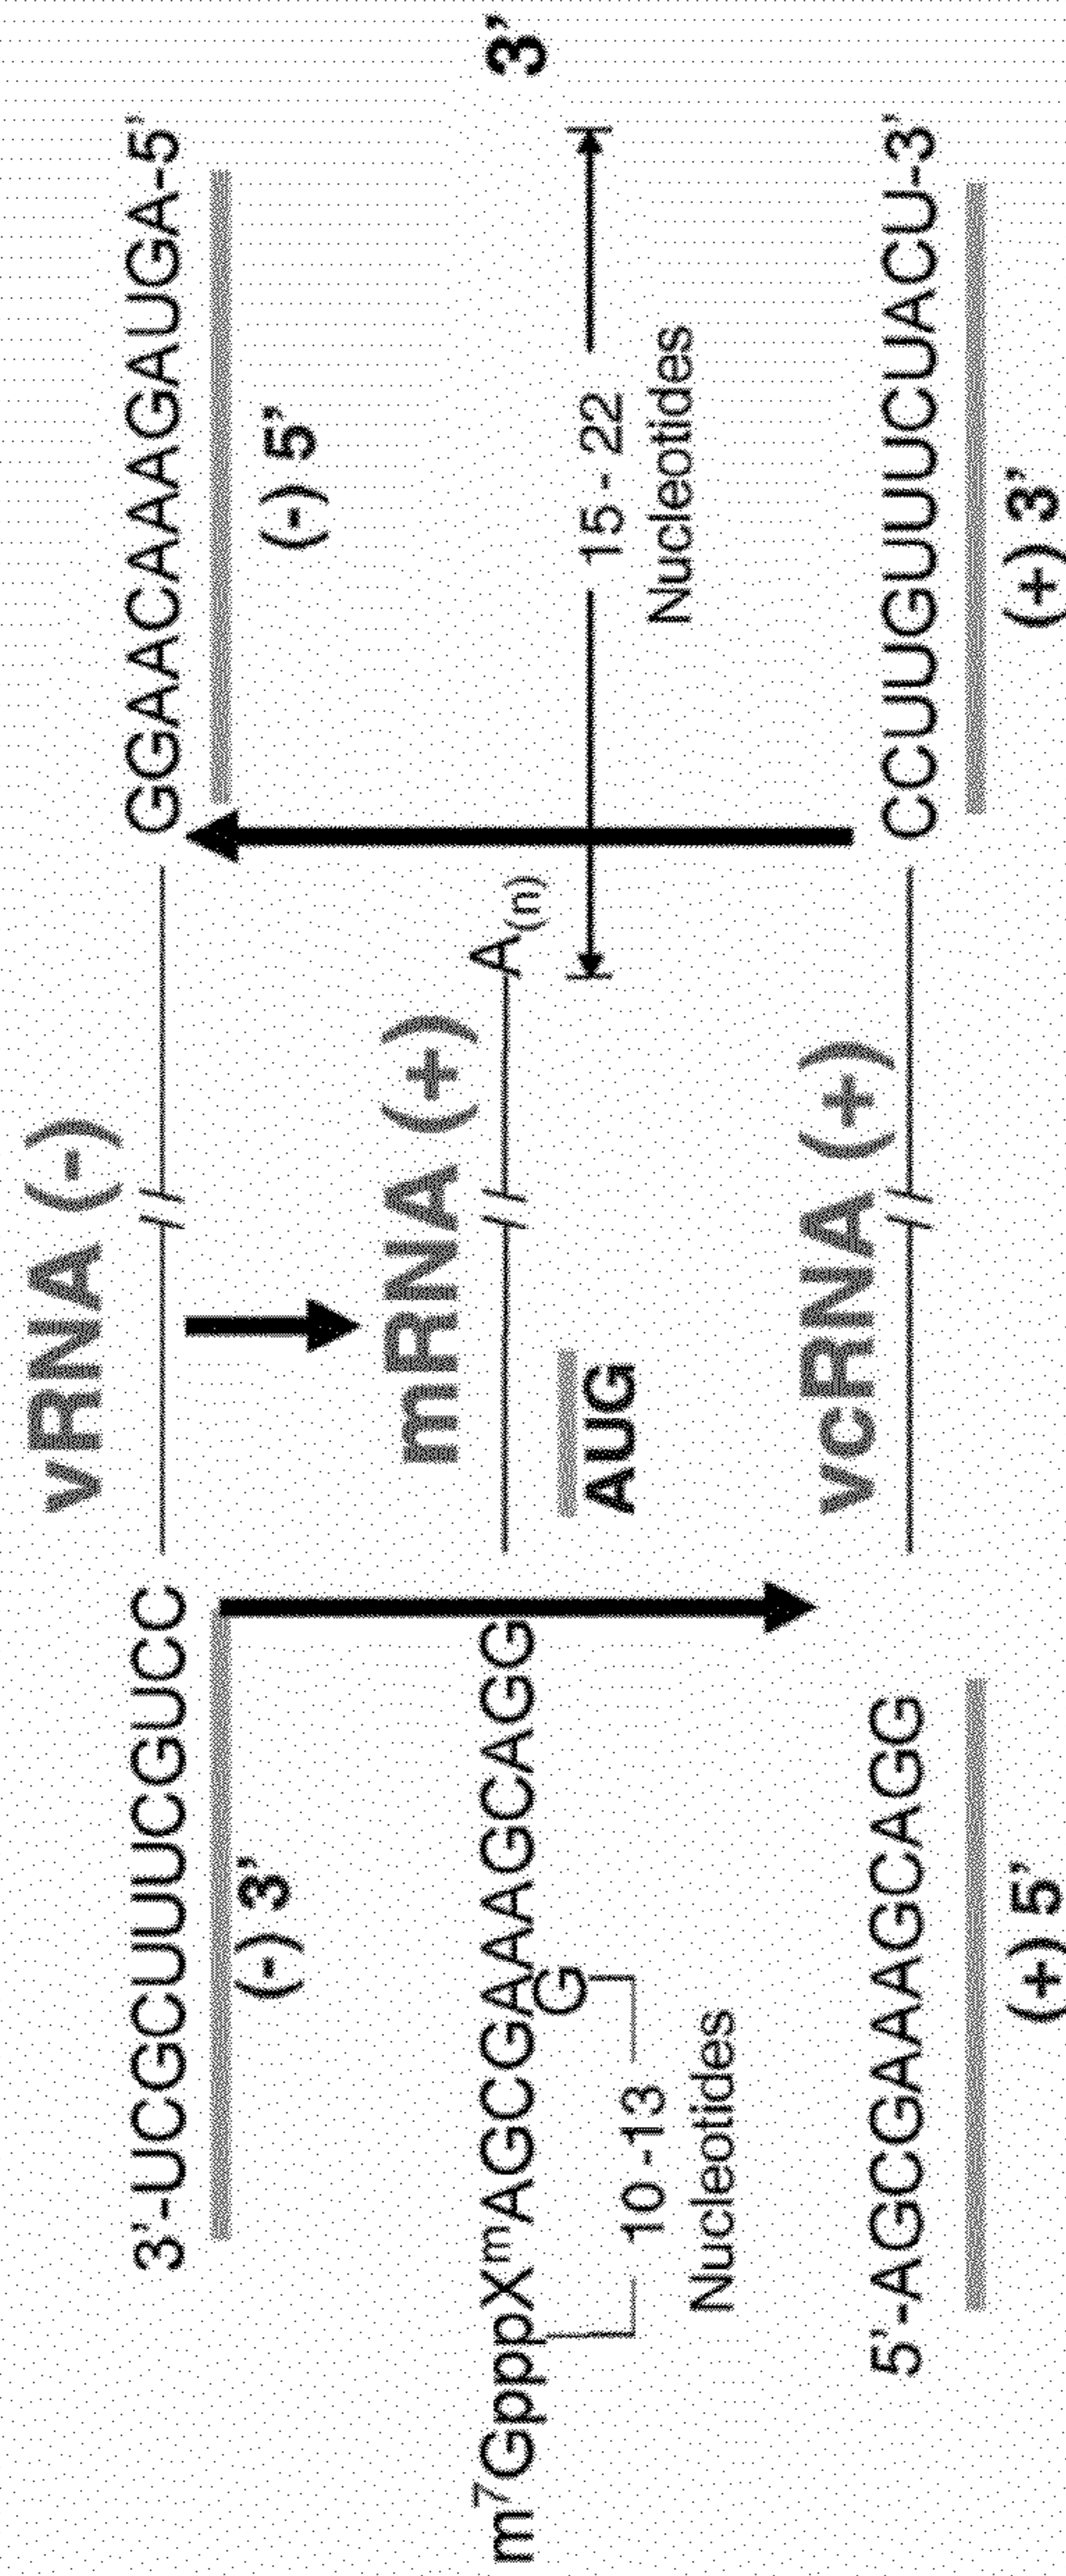 vRNA (-)
3'-UCGCUUUCGUCC GGAACAAAGAUGA-5'
(-) 3' (-) 5'
mRNA (+)
m7GpppXmAGCGAAAGCAGG A(n) 3'
G
AUG
10 -13
Nucleotides
15 - 22
Nucleotides
vcRNA (+)
5'-AGCGAAAGCAGG CCUUGUUUCUACU-3'
(+) 5' (+) 3'